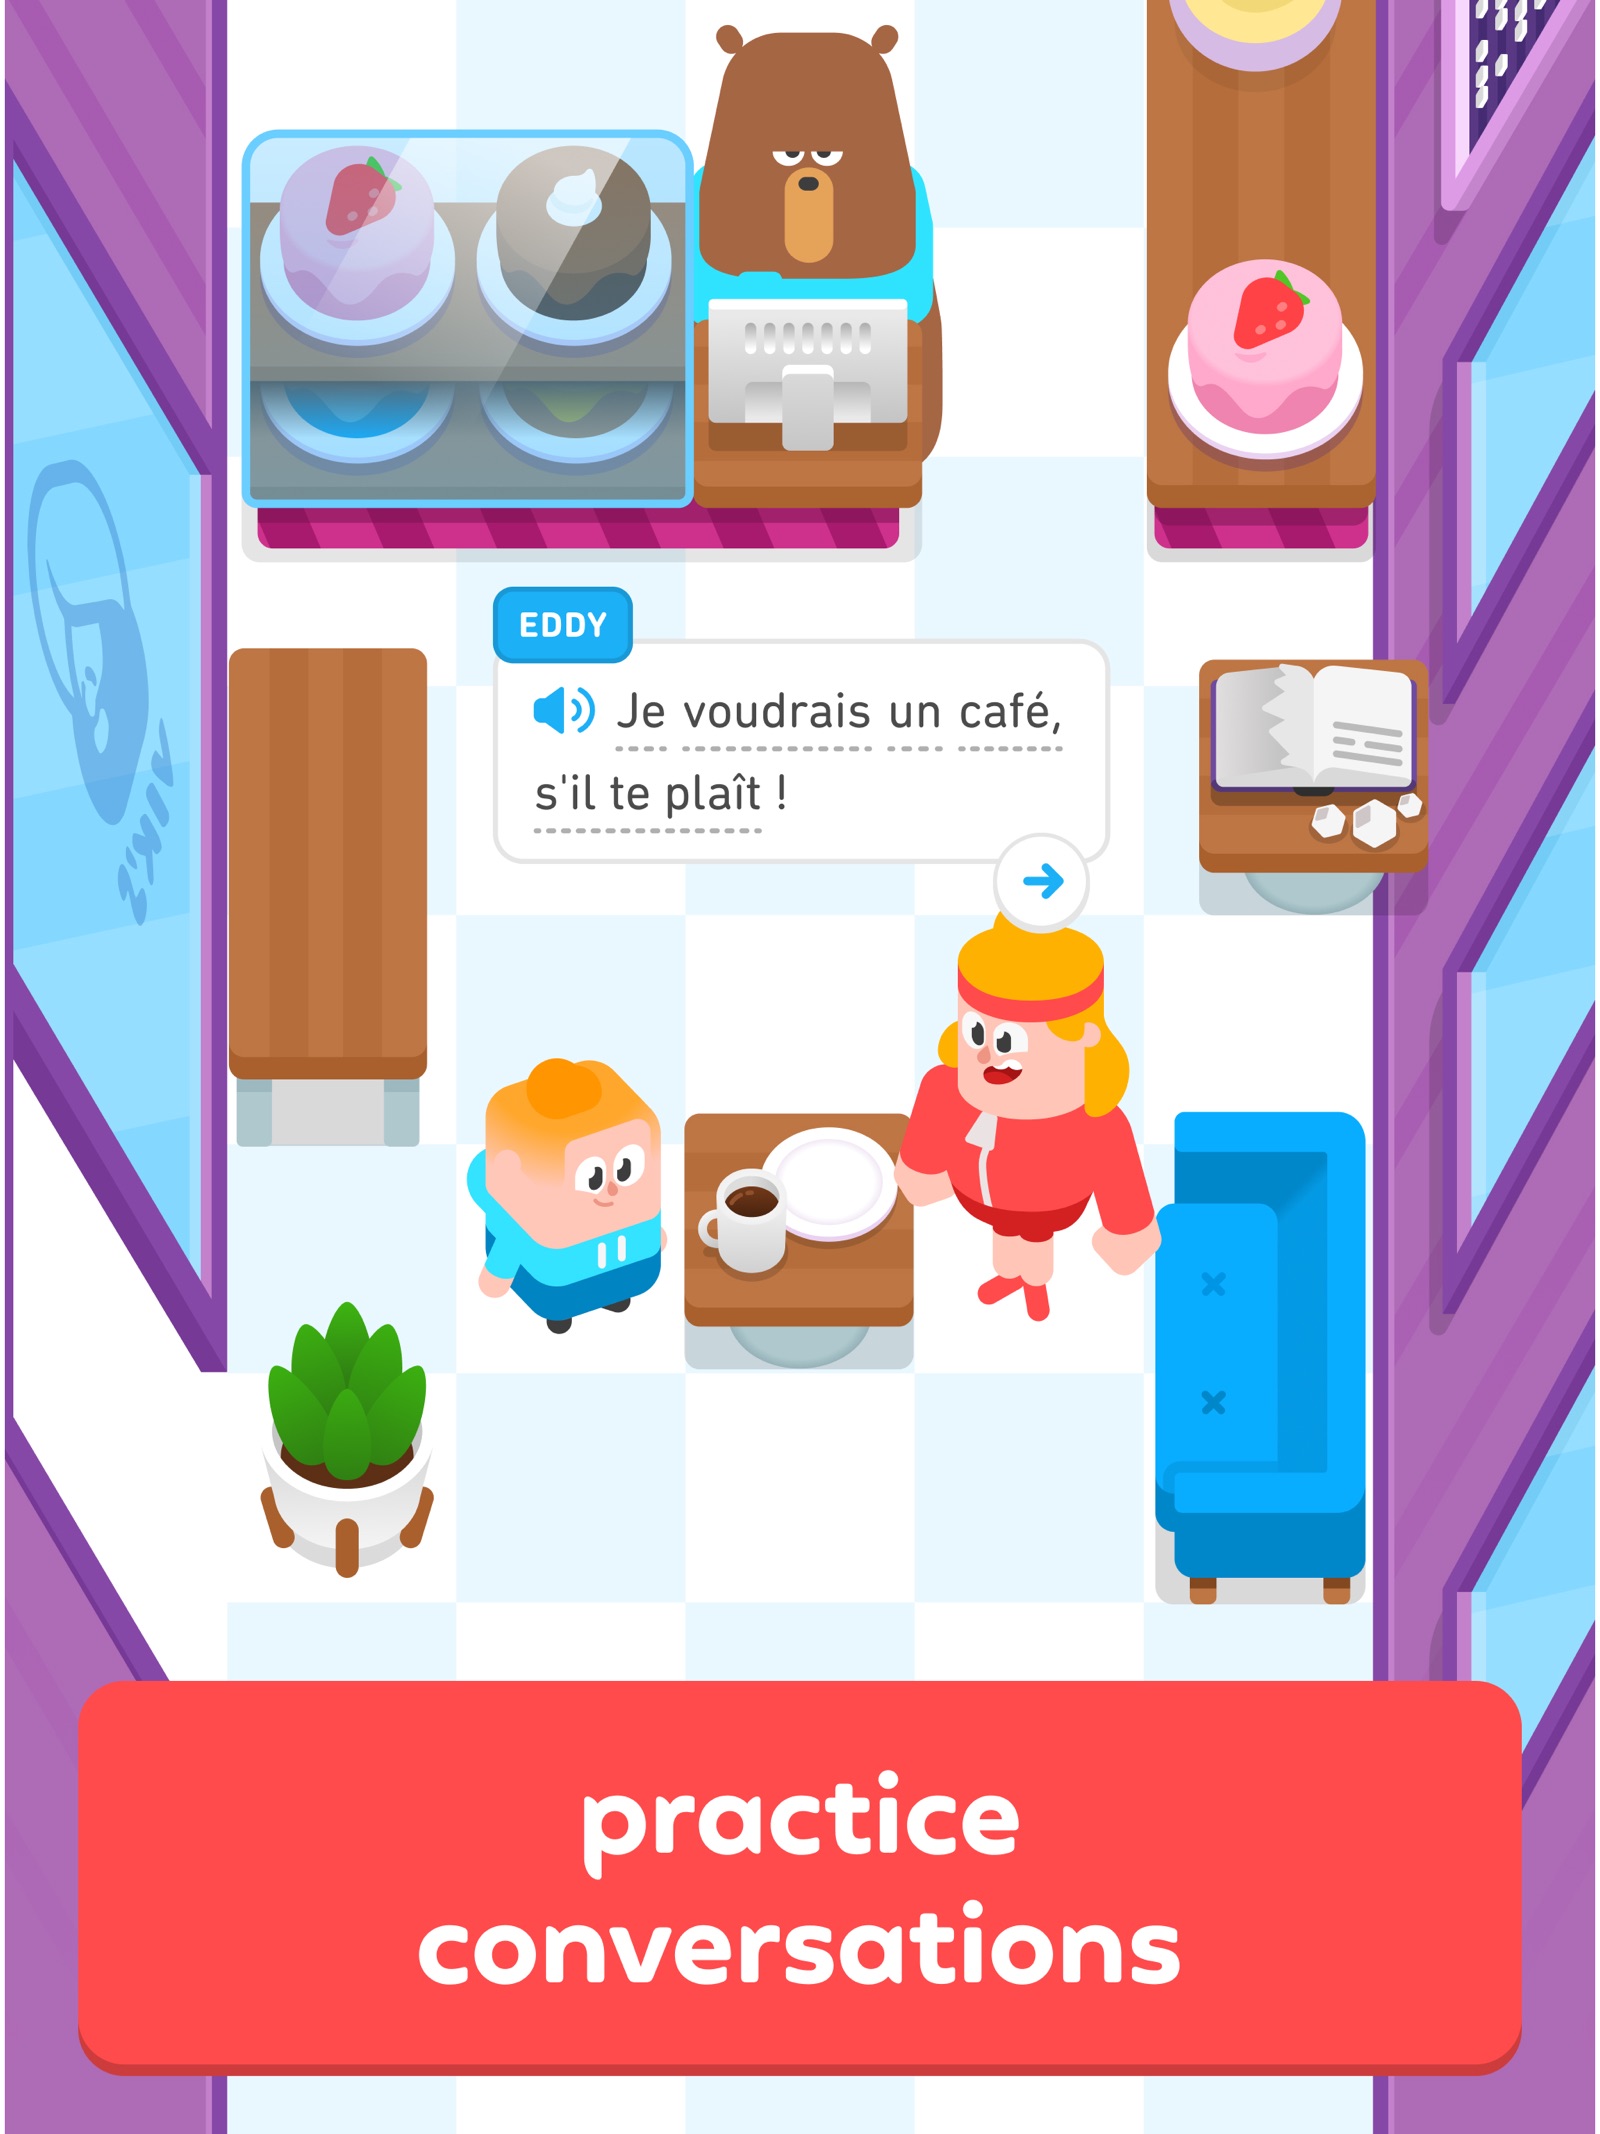 EDDY
Je voudrais un café,
s'il te plaît !
practice
conversations